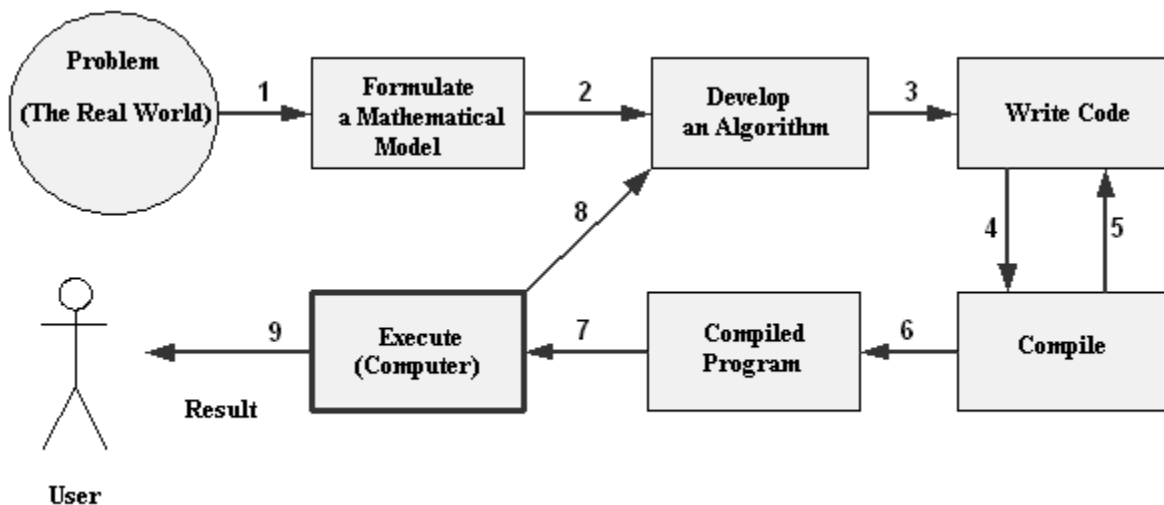 Problem
(The Real World)
1
Formulate
a Mathematical
Model
2
Develop
an Algorithm
3
Write Code
8
4
5
9
Execute
(Computer)
7
Compiled
Program
6
Compile
Result
User